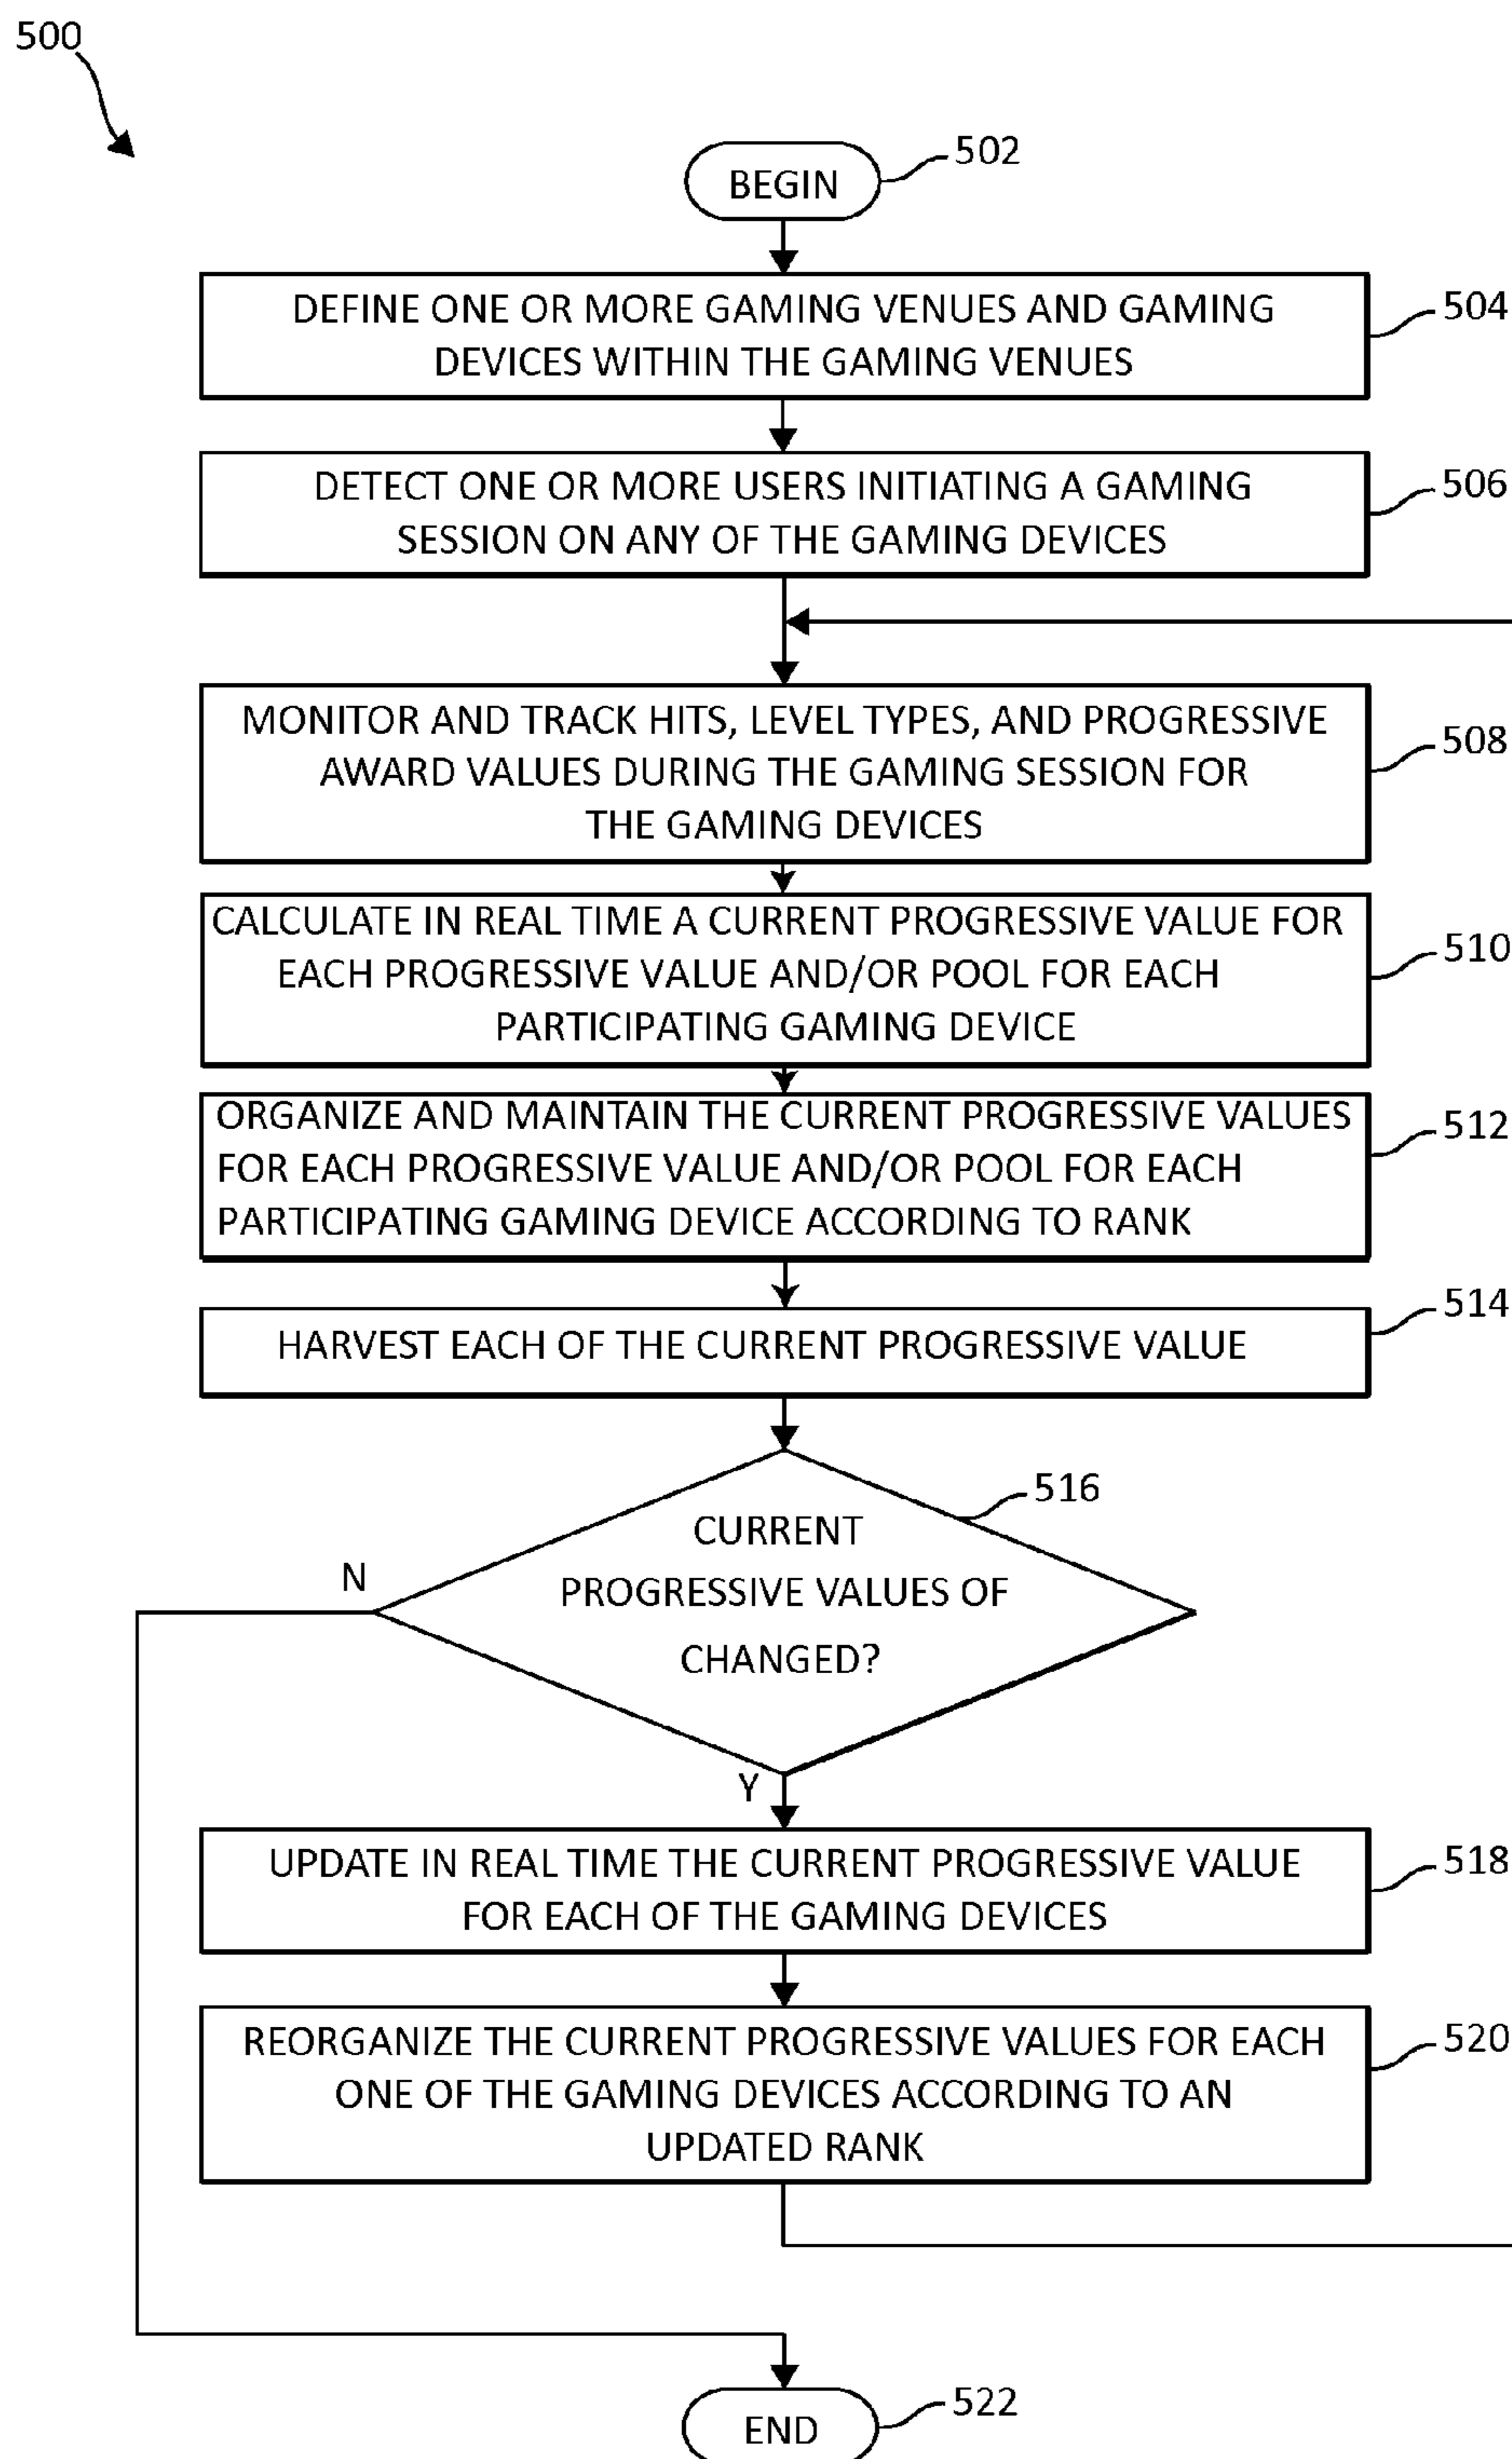 500
BEGIN
502
DEFINE ONE OR MORE GAMING VENUES AND GAMING
DEVICES WITHIN THE GAMING VENUES
504
DETECT ONE OR MORE USERS INITIATING A GAMING
SESSION ON ANY OF THE GAMING DEVICES
506
MONITOR AND TRACK HITS, LEVEL TYPES, AND PROGRESSIVE
AWARD VALUES DURING THE GAMING SESSION FOR
THE GAMING DEVICES
508
CALCULATE IN REAL TIME A CURRENT PROGRESSIVE VALUE FOR
EACH PROGRESSIVE VALUE AND/OR POOL FOR EACH
PARTICIPATING GAMING DEVICE
510
ORGANIZE AND MAINTAIN THE CURRENT PROGRESSIVE VALUES
FOR EACH PROGRESSIVE VALUE AND/OR POOL FOR EACH
PARTICIPATING GAMING DEVICE ACCORDING TO RANK
512
HARVEST EACH OF THE CURRENT PROGRESSIVE VALUE
514
CURRENT
PROGRESSIVE VALUES OF
CHANGED?
516
N
Y
UPDATE IN REAL TIME THE CURRENT PROGRESSIVE VALUE
FOR EACH OF THE GAMING DEVICES
518
REORGANIZE THE CURRENT PROGRESSIVE VALUES FOR EACH
ONE OF THE GAMING DEVICES ACCORDING TO AN
UPDATED RANK
520
END
522